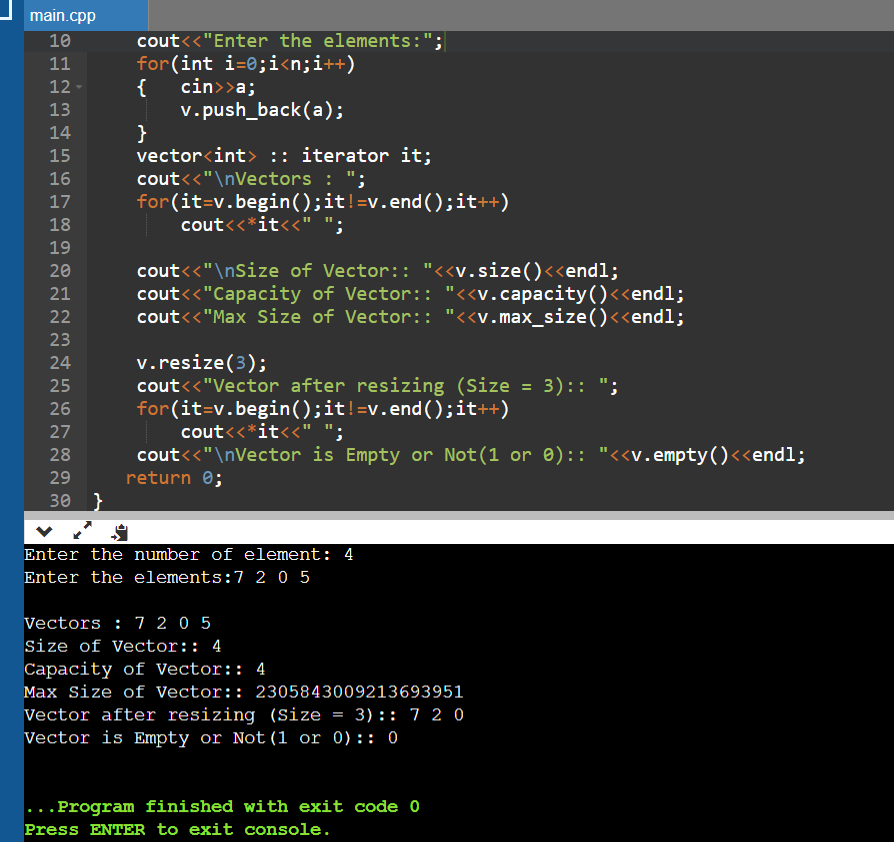 main.cpp
10 cout<<"Enter the elements:";
11 for(int i=0;i<n;i++)
12 { cin>>a;
13 v.push_back(a);
14 }
15 vector<int> :: iterator it;
16 cout<<"\nVectors : ";
17 for(it=v.begin();it!=v.end();it++)
18 cout<<*it<<" ";
19
20 cout<<"\nSize of Vector:: "<<v.size()<<endl;
21 cout<<"Capacity of Vector:: "<<v.capacity()<<endl;
22 cout<<"Max Size of Vector:: "<<v.max_size()<<endl;
23
24 v.resize(3);
25 cout<<"Vector after resizing (Size = 3):: ";
26 for(it=v.begin();it!=v.end();it++)
27 cout<<*it<<" ";
28 cout<<"\nVector is Empty or Not(1 or 0):: "<<v.empty()<<endl;
29 return 0;
30 }
Enter the number of element: 4
Enter the elements:7 2 0 5
Vectors : 7 2 0 5
Size of Vector:: 4
Capacity of Vector:: 4
Max Size of Vector:: 2305843009213693951
Vector after resizing (Size = 3):: 7 2 0
Vector is Empty or Not(1 or 0):: 0
...Program finished with exit code 0
Press ENTER to exit console.